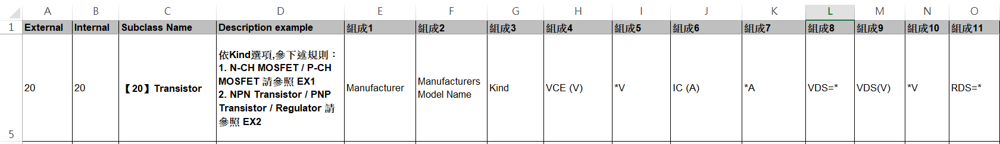 A B C D E F G H I J K L M N O
1 External Internal Subclass Name Description example 組成1 組成2 組成3 組成4 組成5 組成6 組成7 組成8 組成9 組成10 組成11
5
20
20
【20】Transistor
依Kind選項,參下述規則：
1. N-CH MOSFET / P-CH
MOSFET 請參照 EX1
2. NPN Transistor / PNP
Transistor / Regulator 請
參照 EX2
Manufacturer
Manufacturers
Model Name
Kind
VCE (V)
*V
IC (A)
*A
VDS=*
VDS(V)
*V
RDS=*